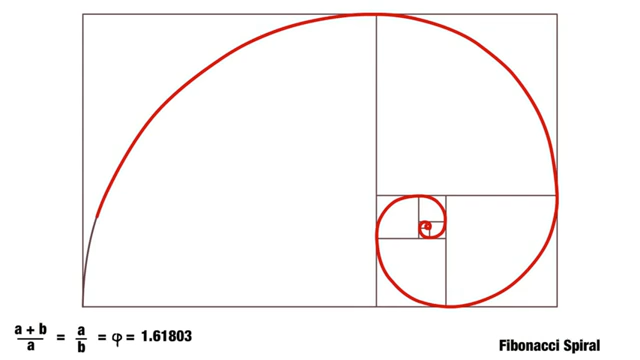 a + b / a = a / b = φ = 1.61803
Fibonacci Spiral